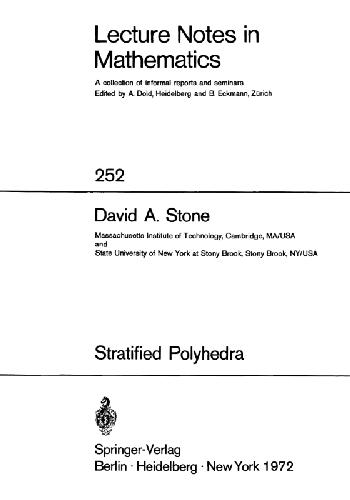 Lecture Notes in
Mathematics
A collection of informal reports and seminars
Edited by A. Dold, Heidelberg and B. Eckmann, Zürich
252
David A. Stone
Massachusetts Institute of Technology, Cambridge, MA/USA
and
State University of New York at Stony Brook, Stony Brook, NY/USA
Stratified Polyhedra
Springer-Verlag
Berlin · Heidelberg · New York 1972